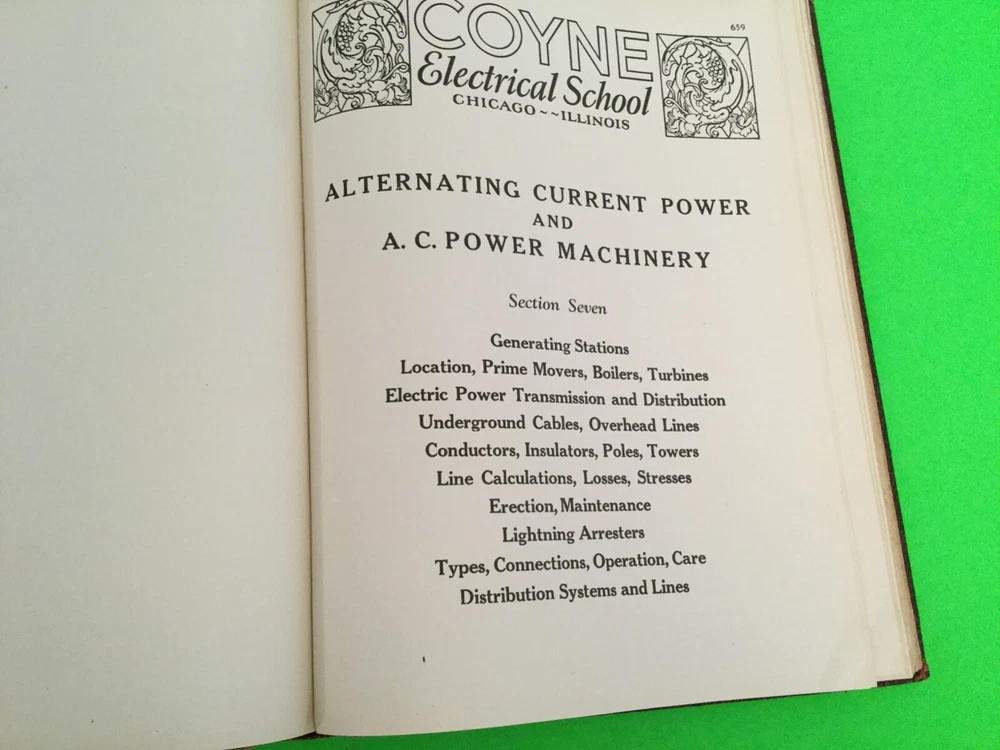 659
COYNE
Electrical School
CHICAGO ~~ ILLINOIS
ALTERNATING CURRENT POWER
AND
A. C. POWER MACHINERY
Section Seven
Generating Stations
Location, Prime Movers, Boilers, Turbines
Electric Power Transmission and Distribution
Underground Cables, Overhead Lines
Conductors, Insulators, Poles, Towers
Line Calculations, Losses, Stresses
Erection, Maintenance
Lightning Arresters
Types, Connections, Operation, Care
Distribution Systems and Lines